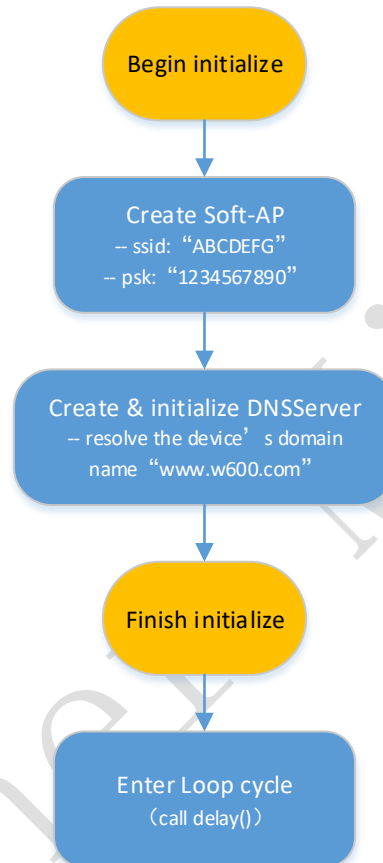 Begin initialize
Create Soft-AP
-- ssid: “ABCDEFG”
-- psk: “1234567890”
Create & initialize DNSServer
-- resolve the device’s domain
name “www.w600.com”
Finish initialize
Enter Loop cycle
（call delay()）